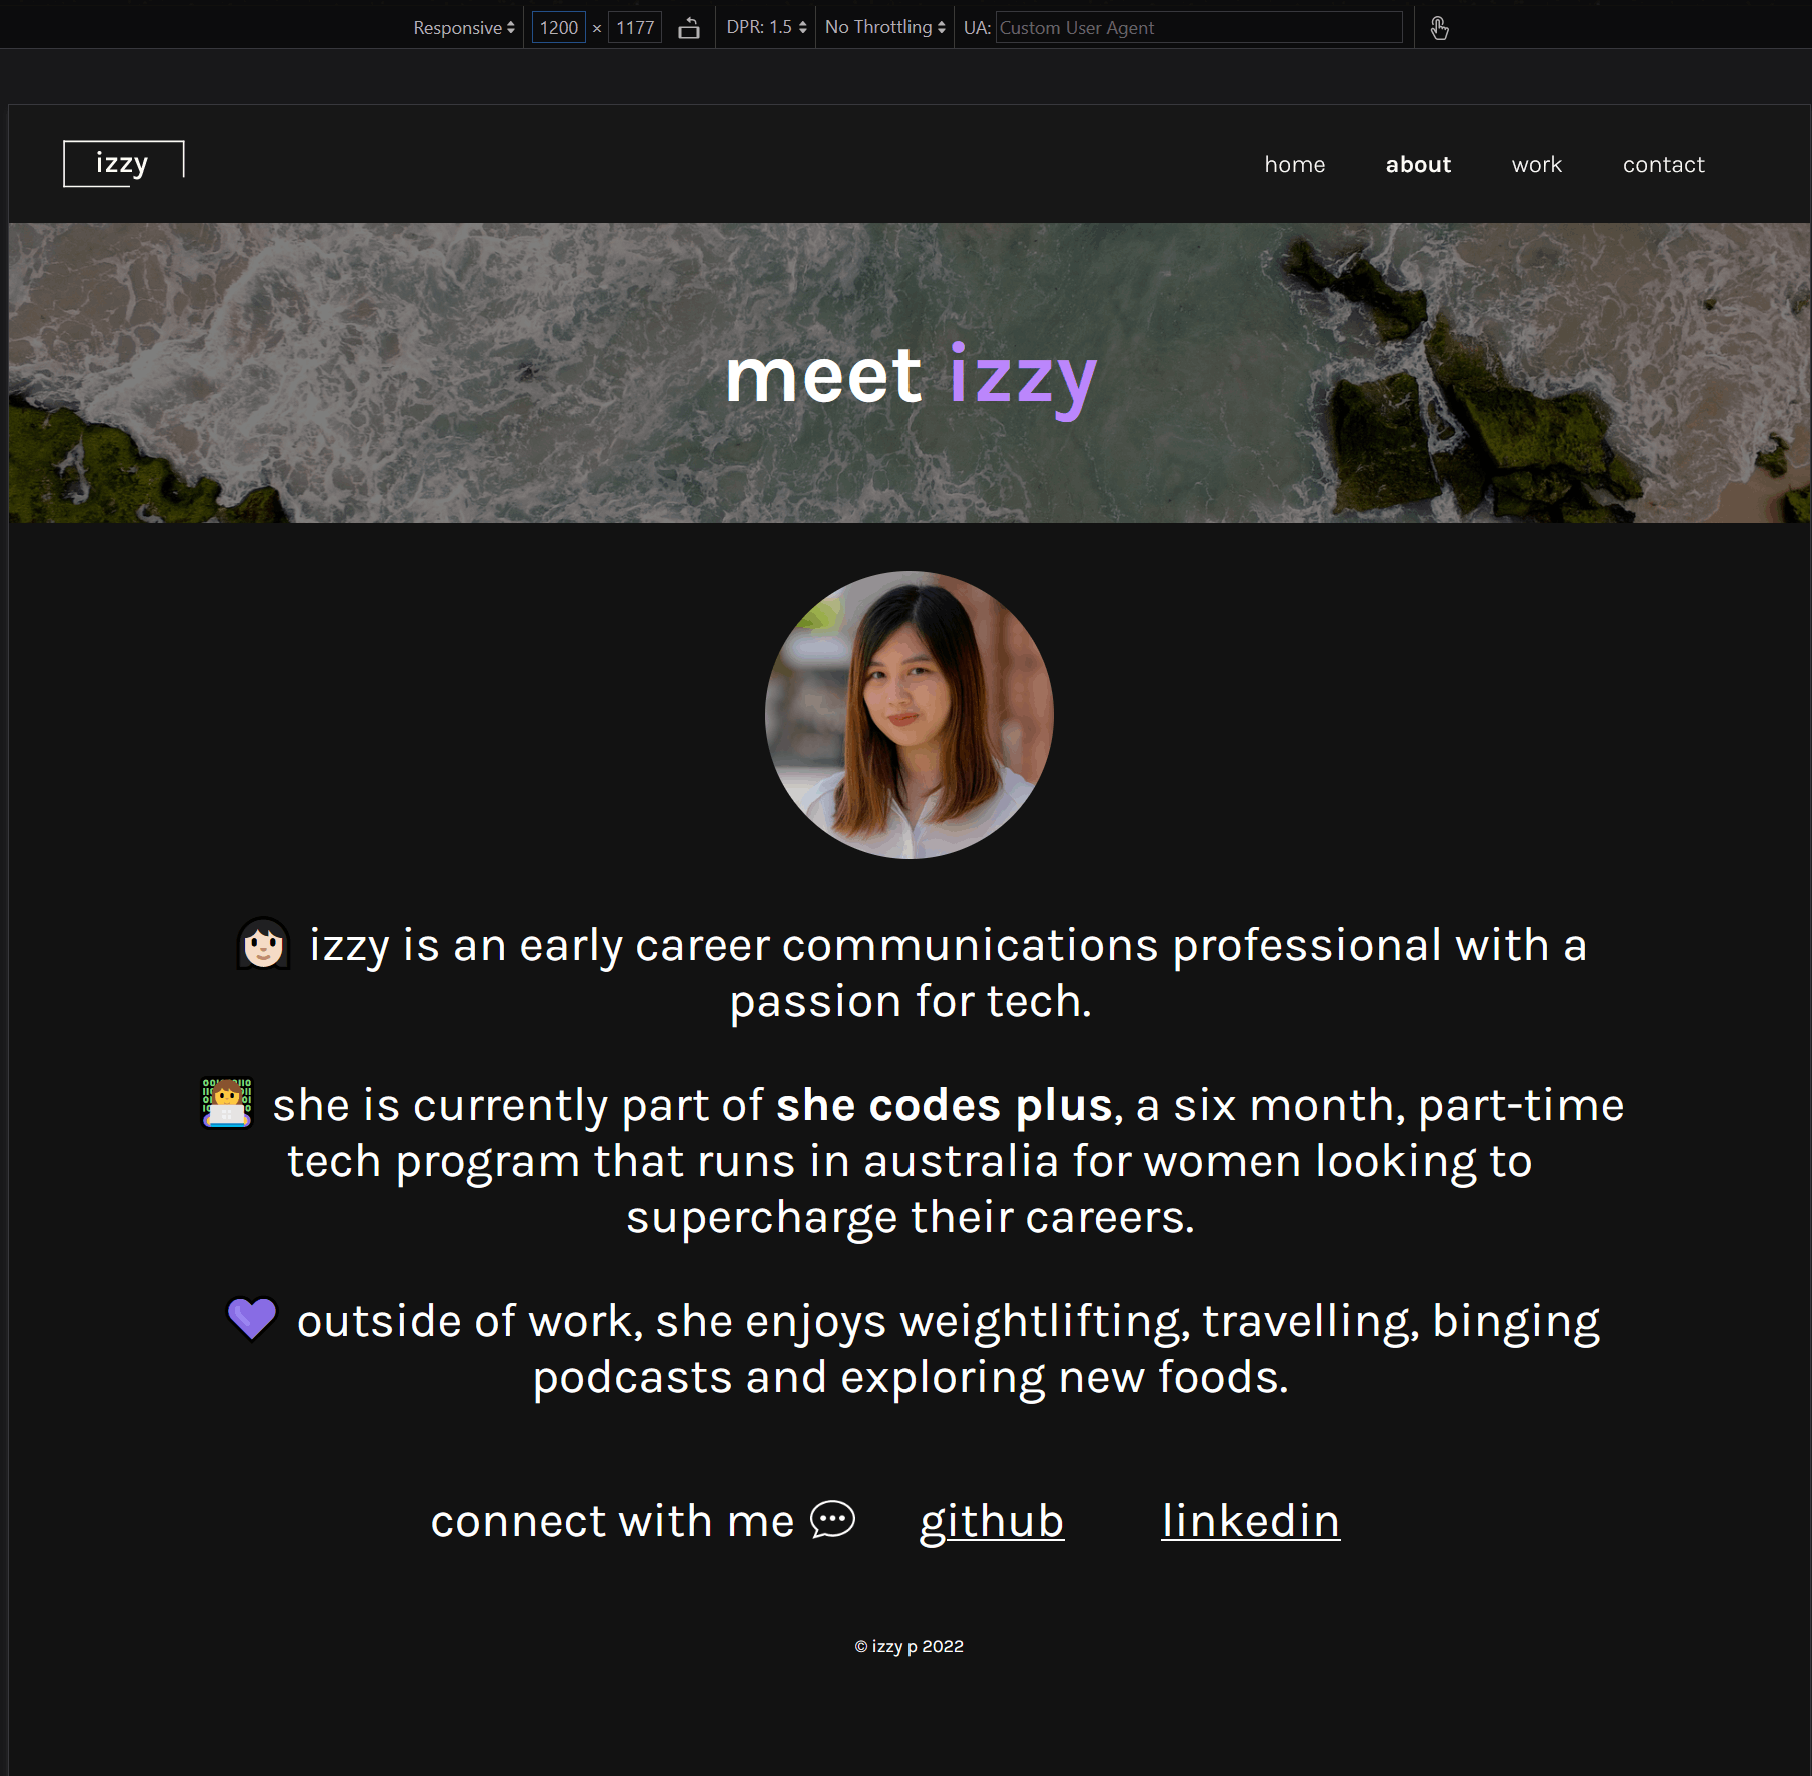 Responsive 1200 × 1177 DPR: 1.5 No Throttling UA: Custom User Agent
izzy home about work contact
meet izzy
izzy is an early career communications professional with a
passion for tech.
she is currently part of she codes plus, a six month, part-time
tech program that runs in australia for women looking to
supercharge their careers.
outside of work, she enjoys weightlifting, travelling, binging
podcasts and exploring new foods.
connect with me github linkedin
© izzy p 2022